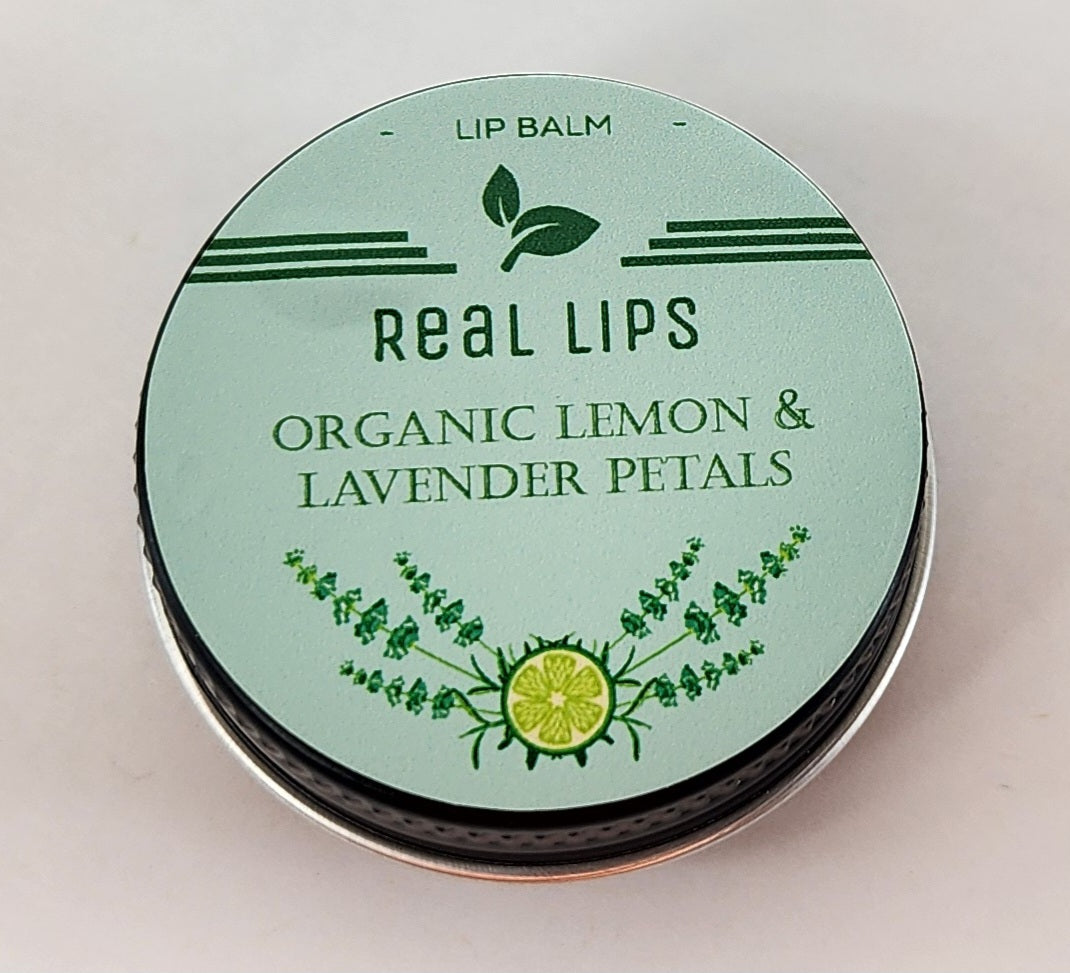 - LIP BALM -
Real LIPS
ORGANIC LEMON &
LAVENDER PETALS